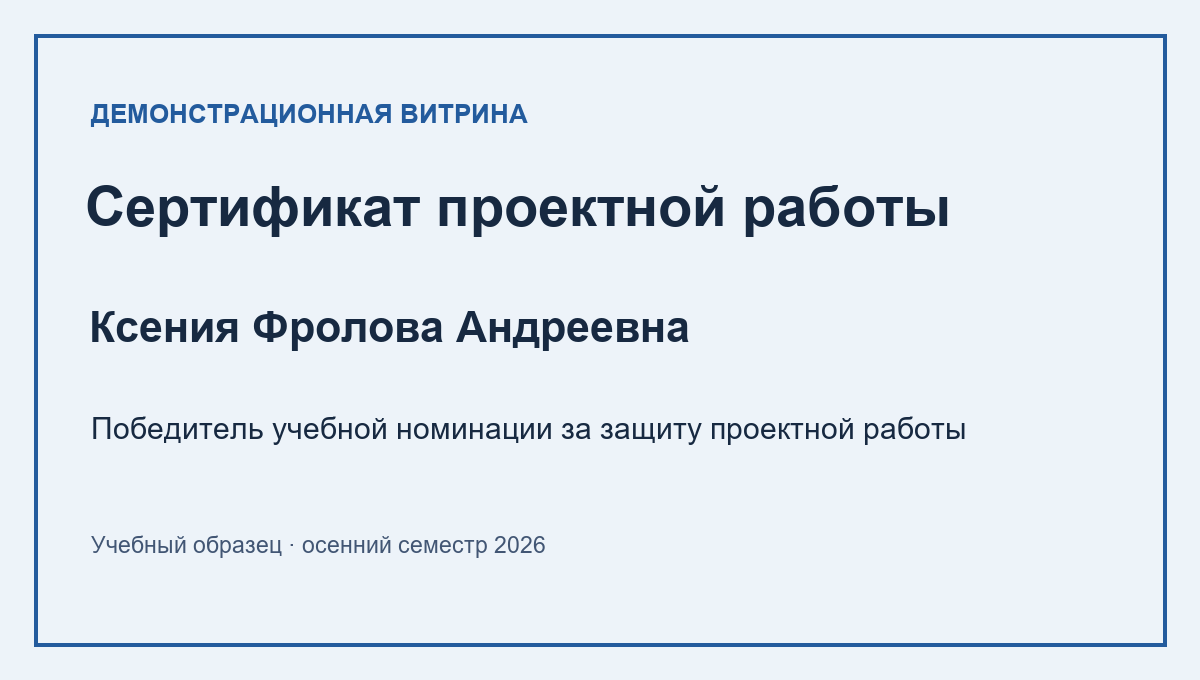 ДЕМОНСТРАЦИОННАЯ ВИТРИНА
Сертификат проектной работы
Ксения Фролова Андреевна
Победитель учебной номинации за защиту проектной работы
Учебный образец · осенний семестр 2026